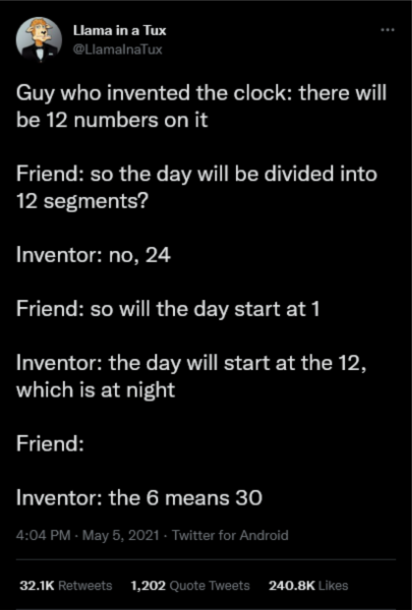 Llama in a Tux
@LlamaInaTux
Guy who invented the clock: there will
be 12 numbers on it
Friend: so the day will be divided into
12 segments?
Inventor: no, 24
Friend: so will the day start at 1
Inventor: the day will start at the 12,
which is at night
Friend:
Inventor: the 6 means 30
4:04 PM · May 5, 2021 · Twitter for Android
32.1K Retweets 1,202 Quote Tweets 240.8K Likes